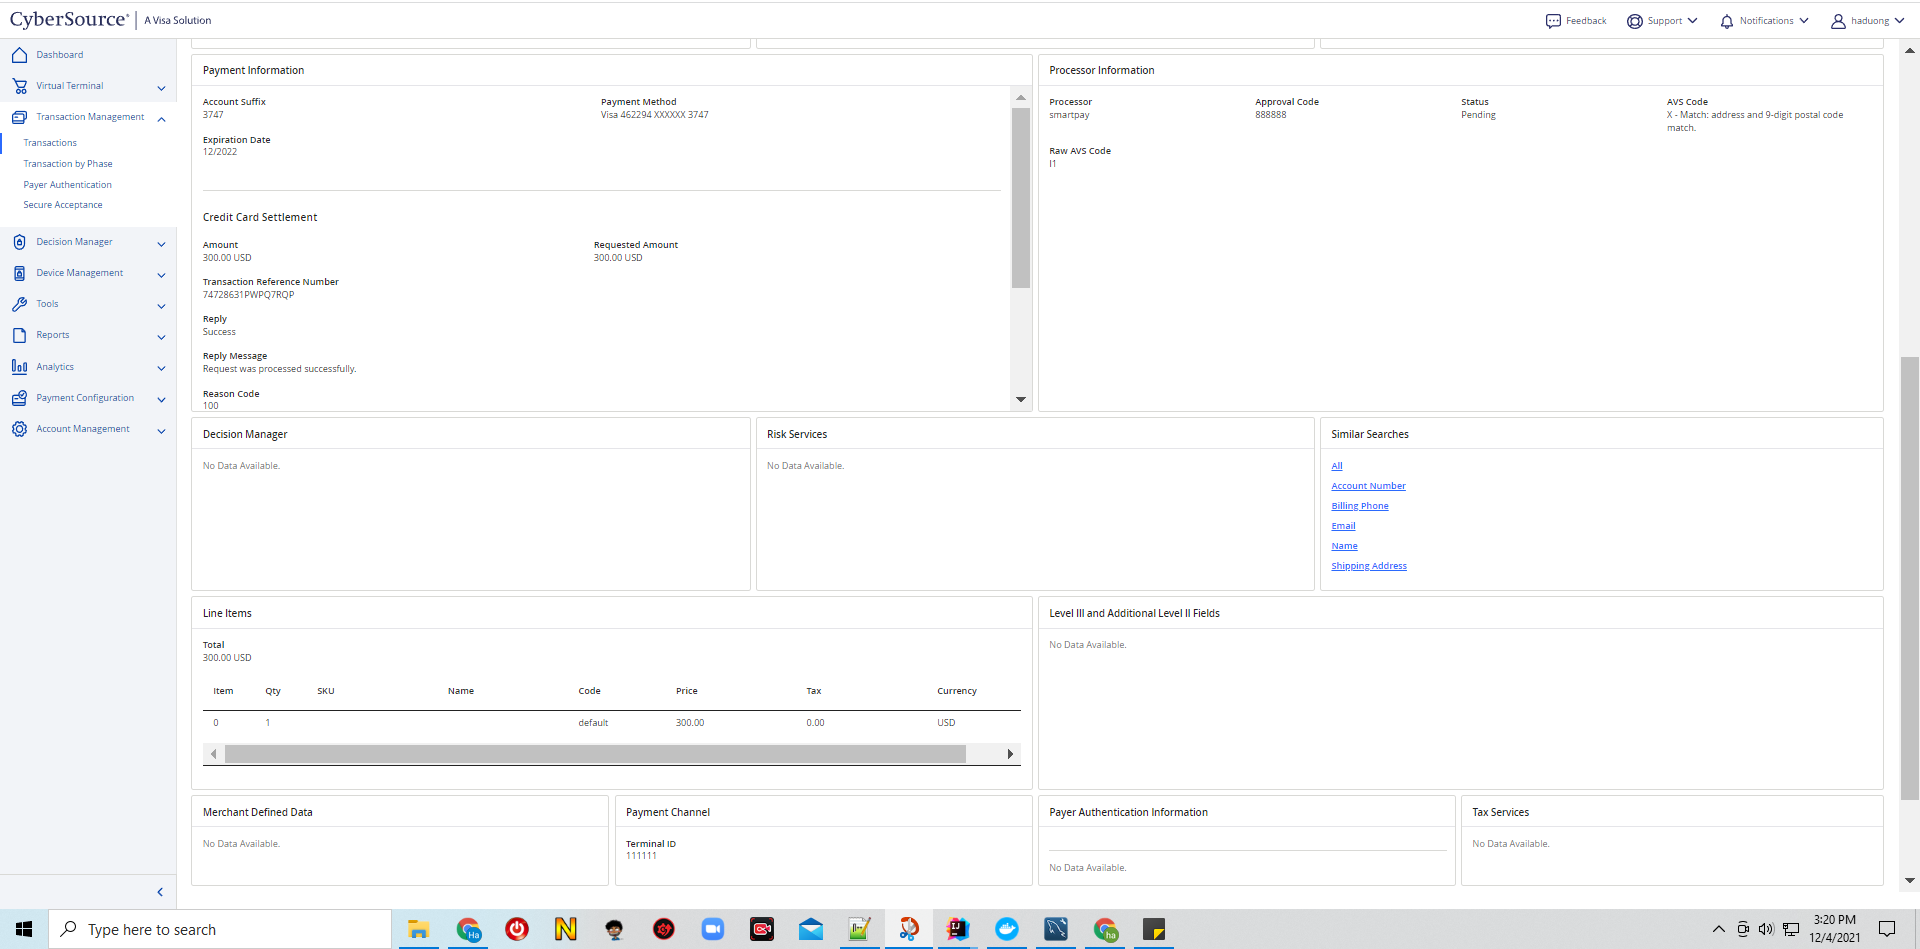 CyberSource A Visa Solution
Feedback
Support
Notifications
haduong
Dashboard
Virtual Terminal
Transaction Management
Transactions
Transaction by Phase
Payer Authentication
Secure Acceptance
Decision Manager
Device Management
Tools
Reports
Analytics
Payment Configuration
Account Management
Payment Information
Account Suffix
3747
Payment Method
Visa 462294 XXXXXX 3747
Expiration Date
12/2022
Credit Card Settlement
Amount
300.00 USD
Requested Amount
300.00 USD
Transaction Reference Number
74728631PWPQ7RQP
Reply
Success
Reply Message
Request was processed successfully.
Reason Code
100
Processor Information
Processor
smartpay
Approval Code
888888
Status
Pending
AVS Code
X - Match: address and 9-digit postal code
match.
Raw AVS Code
I1
Decision Manager
No Data Available.
Risk Services
No Data Available.
Similar Searches
All
Account Number
Billing Phone
Email
Name
Shipping Address
Line Items
Total
300.00 USD
Item Qty SKU Name Code Price Tax Currency
0 1 default 300.00 0.00 USD
Level III and Additional Level II Fields
No Data Available.
Merchant Defined Data
No Data Available.
Payment Channel
Terminal ID
111111
Payer Authentication Information
No Data Available.
Tax Services
No Data Available.
Type here to search
3:20 PM
12/4/2021